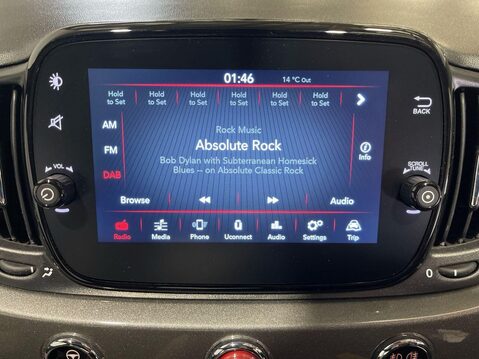 01:46 14 °C Out
Hold to Set Hold to Set Hold to Set Hold to Set Hold to Set Hold to Set
BACK
AM
Rock Music
Absolute Rock
FM
Info
Bob Dylan with Subterranean Homesick
Blues -- on Absolute Classic Rock
DAB
VOL
SCROLL
TUNE
Browse Audio
Radio Media Phone Uconnect Audio Settings Trip
0 1